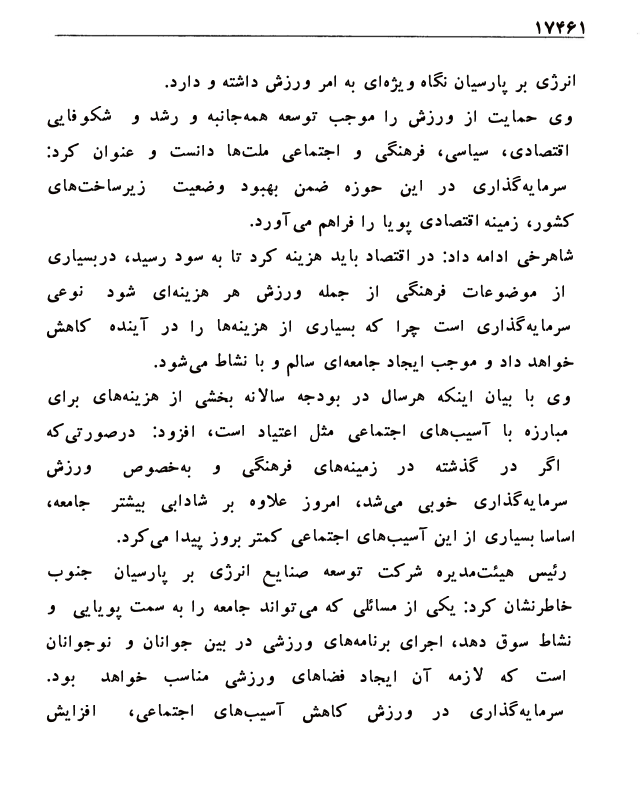 ۱۷۴۶۱
انرژی بر پارسیان نگاه ویژه‌ای به امر ورزش داشته و دارد.
وی حمایت از ورزش را موجب توسعه همه‌جانبه و رشد و شکوفایی
اقتصادی، سیاسی، فرهنگی و اجتماعی ملت‌ها دانست و عنوان کرد:
سرمایه‌گذاری در این حوزه ضمن بهبود وضعیت زیرساخت‌های
کشور، زمینه اقتصادی پویا را فراهم می‌آورد.
شاهرخی ادامه داد: در اقتصاد باید هزینه کرد تا به سود رسید، دربسیاری
از موضوعات فرهنگی از جمله ورزش هر هزینه‌ای شود نوعی
سرمایه‌گذاری است چرا که بسیاری از هزینه‌ها را در آینده کاهش
خواهد داد و موجب ایجاد جامعه‌ای سالم و با نشاط می‌شود.
وی با بیان اینکه هرسال در بودجه سالانه بخشی از هزینه‌های برای
مبارزه با آسیب‌های اجتماعی مثل اعتیاد است، افزود: درصورتی‌که
اگر در گذشته در زمینه‌های فرهنگی و به‌خصوص ورزش
سرمایه‌گذاری خوبی می‌شد، امروز علاوه بر شادابی بیشتر جامعه،
اساسا بسیاری از این آسیب‌های اجتماعی کمتر بروز پیدا می‌کرد.
رئیس هیئت‌مدیره شرکت توسعه صنایع انرژی بر پارسیان جنوب
خاطرنشان کرد: یکی از مسائلی که می‌تواند جامعه را به سمت پویایی و
نشاط سوق دهد، اجرای برنامه‌های ورزشی در بین جوانان و نوجوانان
است که لازمه آن ایجاد فضاهای ورزشی مناسب خواهد بود.
سرمایه‌گذاری در ورزش کاهش آسیب‌های اجتماعی، افزایش